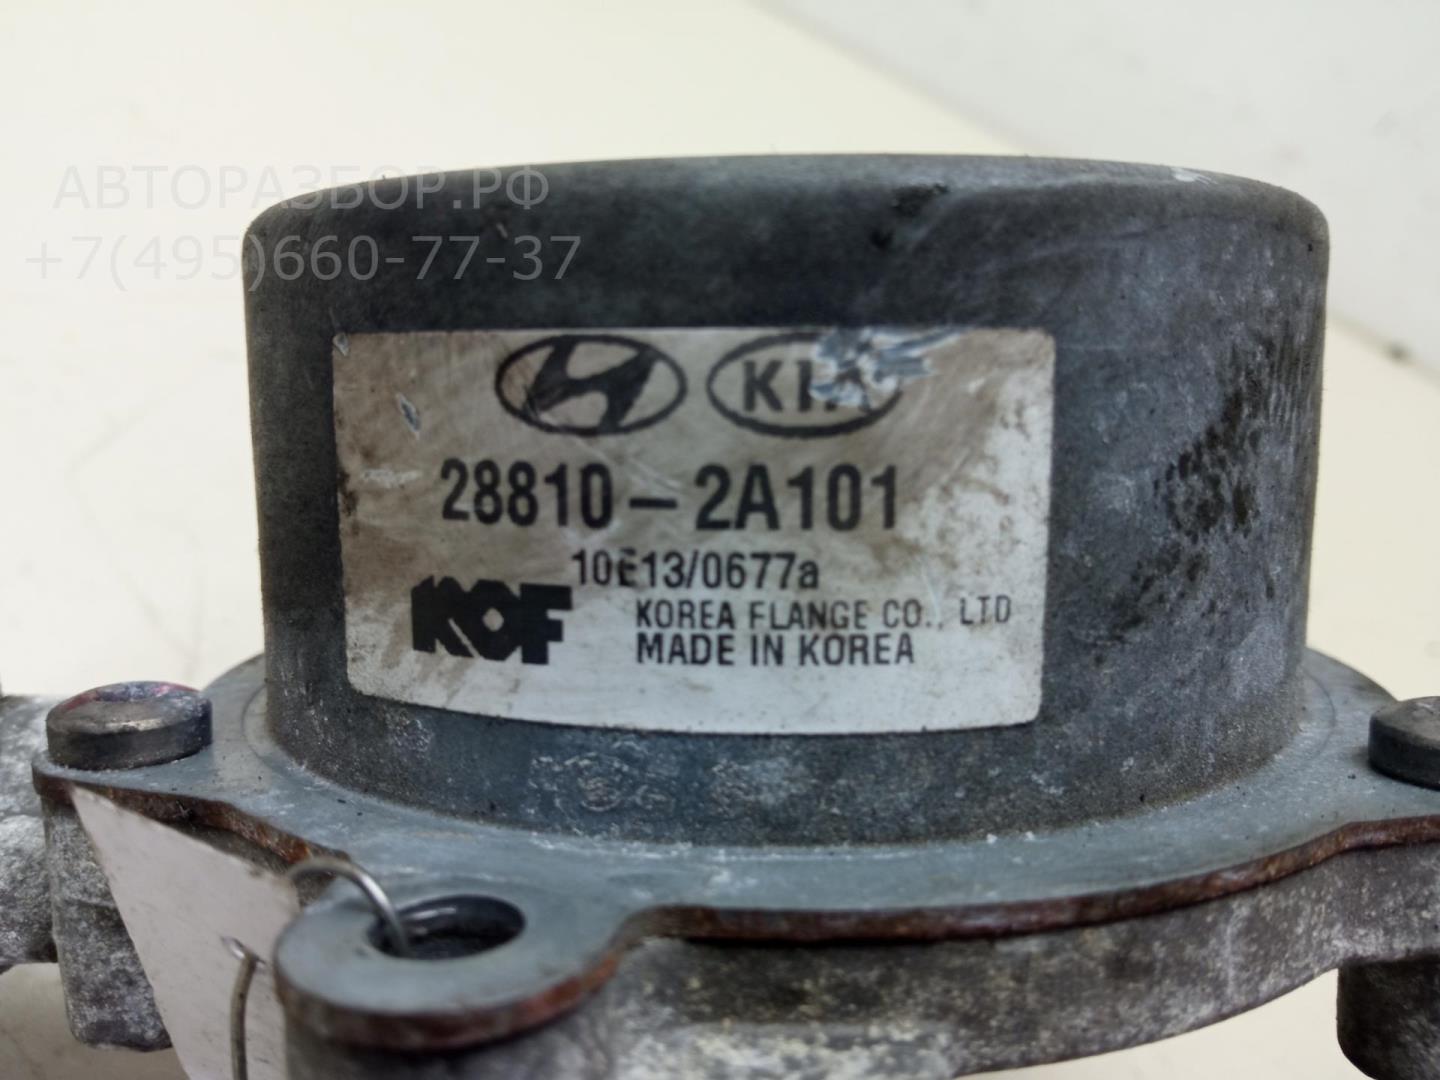 АВТОРАЗБОР.РФ
+7(495)660-77-37
KIA
28810-2A101
10E13/0677a
KOF
KOREA FLANGE CO., LTD
MADE IN KOREA